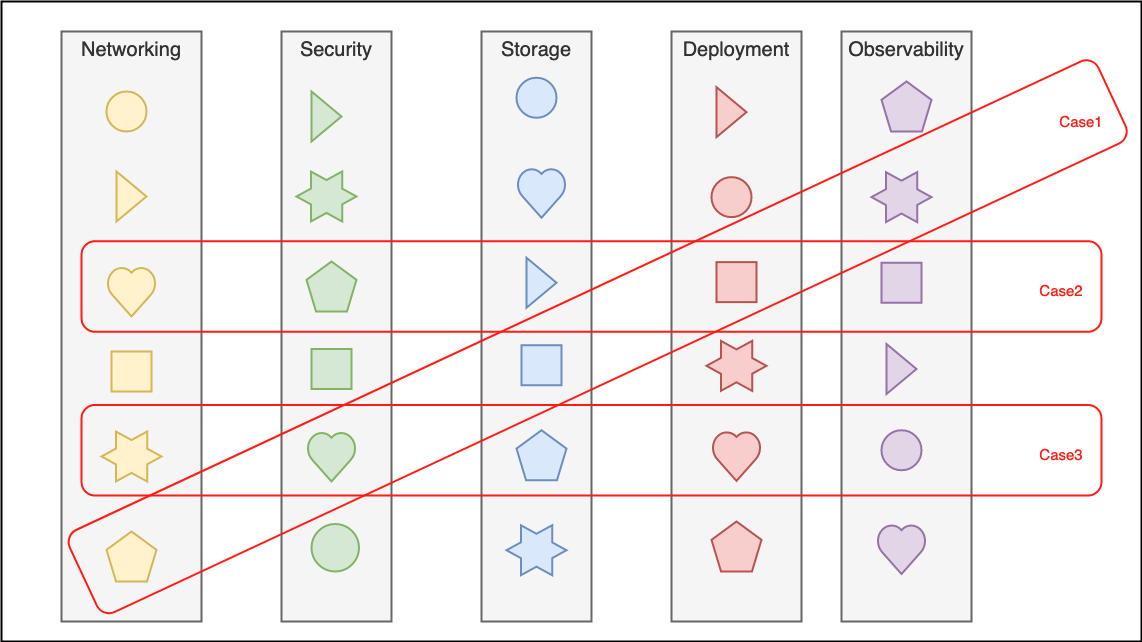 Networking
Security
Storage
Deployment
Observability
Case1
Case2
Case3